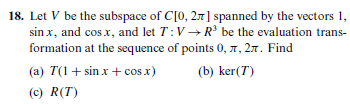 18. Let V be the subspace of C[0, 2π] spanned by the vectors 1,
sin x, and cos x, and let T : V → R³ be the evaluation trans-
formation at the sequence of points 0, π, 2π. Find
(a) T(1 + sin x + cos x) (b) ker(T)
(c) R(T)